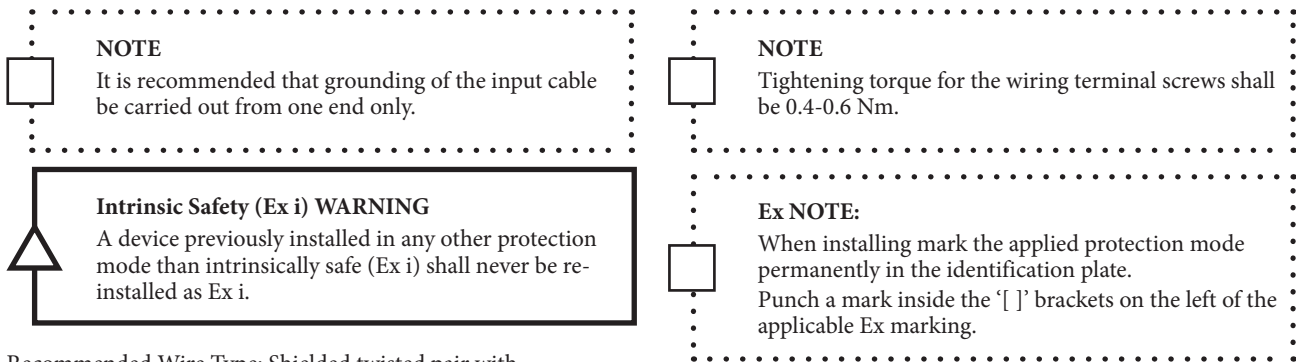 NOTE
It is recommended that grounding of the input cable
be carried out from one end only.
Intrinsic Safety (Ex i) WARNING
A device previously installed in any other protection
mode than intrinsically safe (Ex i) shall never be re-
installed as Ex i.
Recommended Wire Type: Shielded twisted pair with
NOTE
Tightening torque for the wiring terminal screws shall
be 0.4-0.6 Nm.
Ex NOTE:
When installing mark the applied protection mode
permanently in the identification plate.
Punch a mark inside the ‘[ ]’ brackets on the left of the
applicable Ex marking.